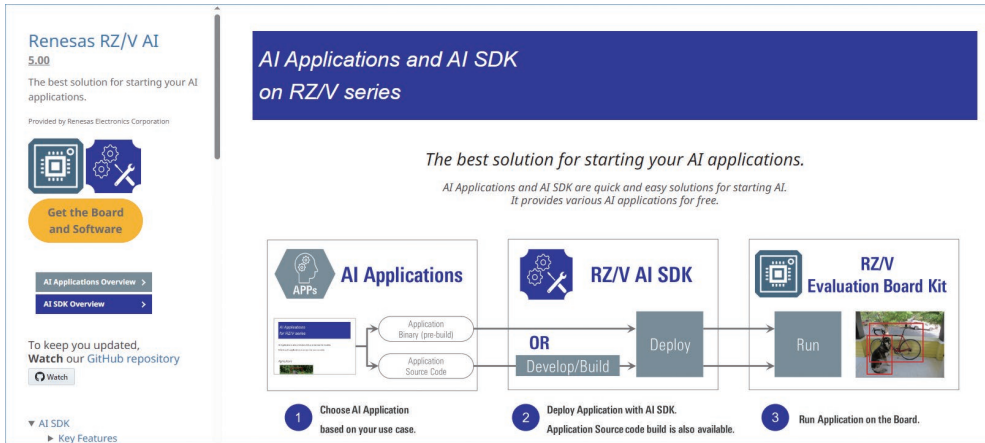 Renesas RZ/V AI
5.00
The best solution for starting your AI
applications.
Provided by Renesas Electronics Corporation
Get the Board
and Software
AI Applications Overview >
AI SDK Overview >
To keep you updated,
Watch our GitHub repository
Watch
▼ AI SDK
▶ Key Features
AI Applications and AI SDK
on RZ/V series
The best solution for starting your AI applications.
AI Applications and AI SDK are quick and easy solutions for starting AI.
It provides various AI applications for free.
APPs
AI Applications
AI Applications
on RZ/V series
Application
Binary (pre-build)
Application
Source Code
RZ/V AI SDK
OR
Develop/Build
Deploy
RZ/V
Evaluation Board Kit
Run
1
Choose AI Application
based on your use case.
2
Deploy Application with AI SDK.
Application Source code build is also available.
3
Run Application on the Board.